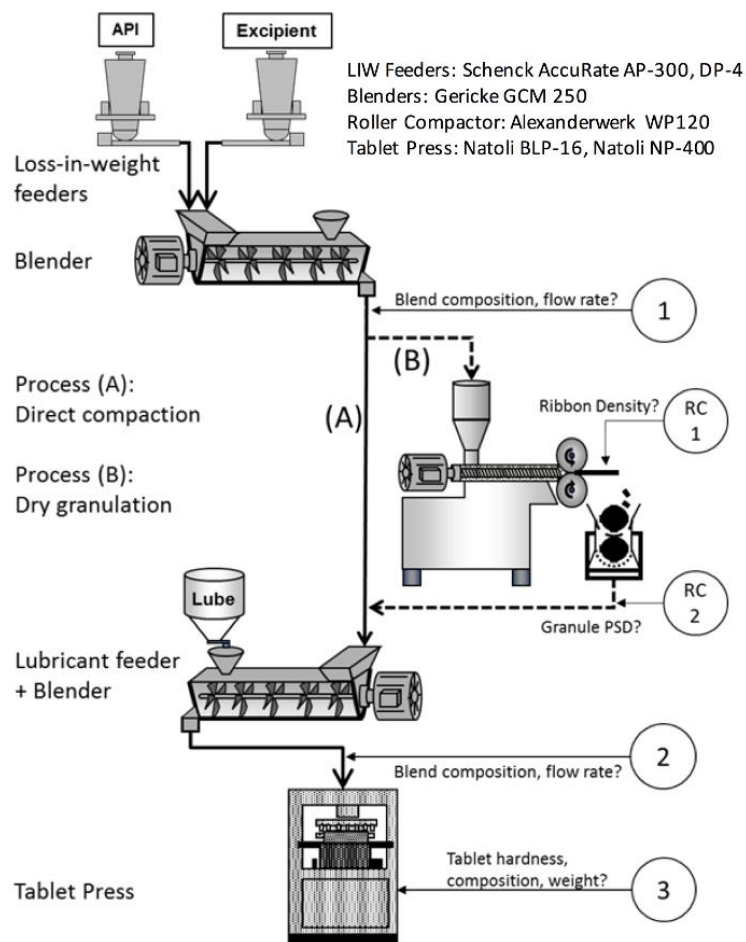 API
Excipient
LIW Feeders: Schenck AccuRate AP-300, DP-4
Blenders: Gericke GCM 250
Roller Compactor: Alexanderwerk WP120
Tablet Press: Natoli BLP-16, Natoli NP-400
Loss-in-weight
feeders
Blender
Blend composition, flow rate?
1
(B)
Process (A):
Direct compaction
(A)
Ribbon Density?
RC
1
Process (B):
Dry granulation
Lube
RC
2
Granule PSD?
Lubricant feeder
+ Blender
2
Blend composition, flow rate?
Tablet hardness,
composition, weight?
3
Tablet Press